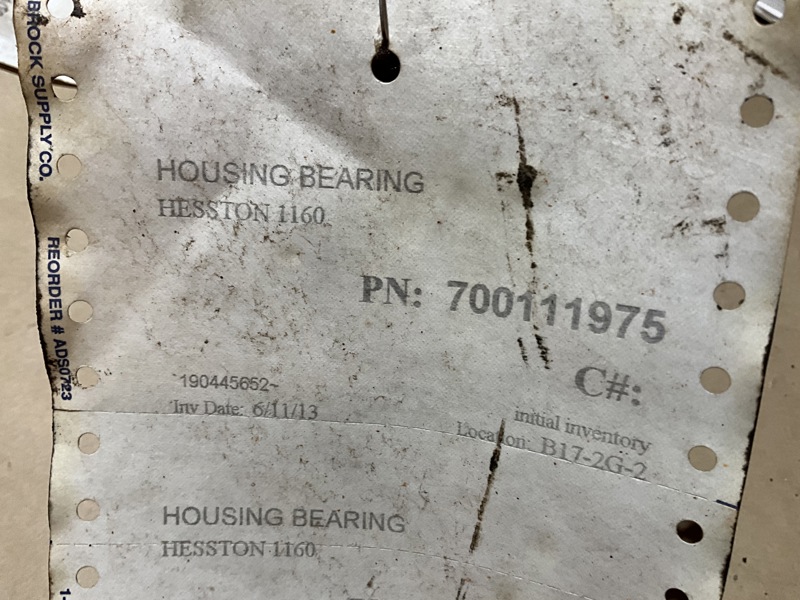 BROCK SUPPLY CO.
REORDER # ADS0723
HOUSING BEARING
HESSTON 1160
PN: 700111975
C#:
190445652~
Inv Date: 6/11/13
initial inventory
Location: B17-2G-2
HOUSING BEARING
HESSTON 1160